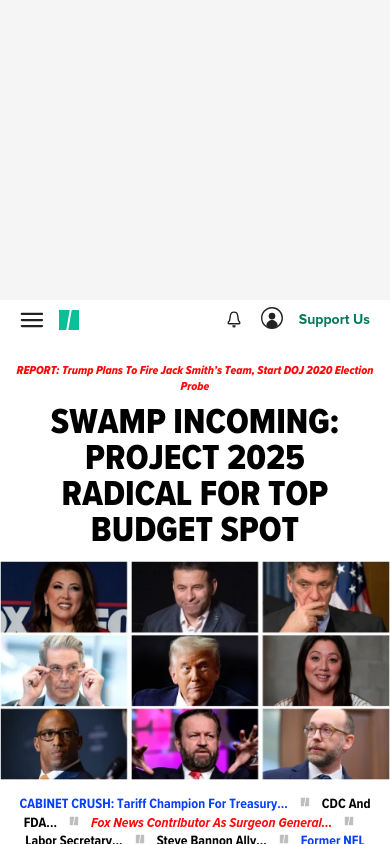 Support Us
REPORT: Trump Plans To Fire Jack Smith's Team, Start DOJ 2020 Election
Probe
SWAMP INCOMING:
PROJECT 2025
RADICAL FOR TOP
BUDGET SPOT
CABINET CRUSH: Tariff Champion For Treasury... CDC And
FDA... Fox News Contributor As Surgeon General...
Labor Secretary... Steve Bannon Ally... Former NFL